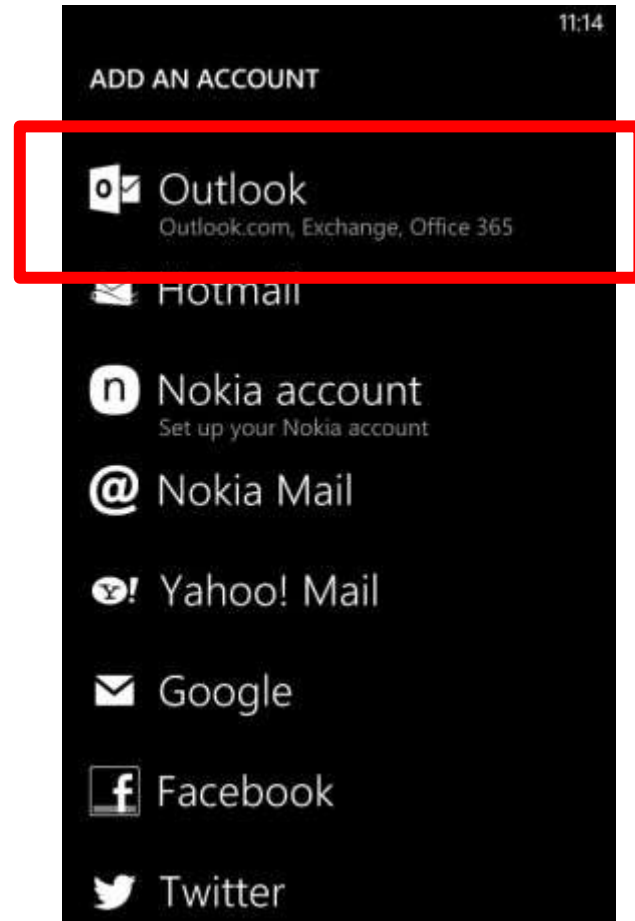 11:14
ADD AN ACCOUNT
Outlook
Outlook.com, Exchange, Office 365
Hotmail
n Nokia account
Set up your Nokia account
@ Nokia Mail
Y! Yahoo! Mail
Google
f Facebook
Twitter